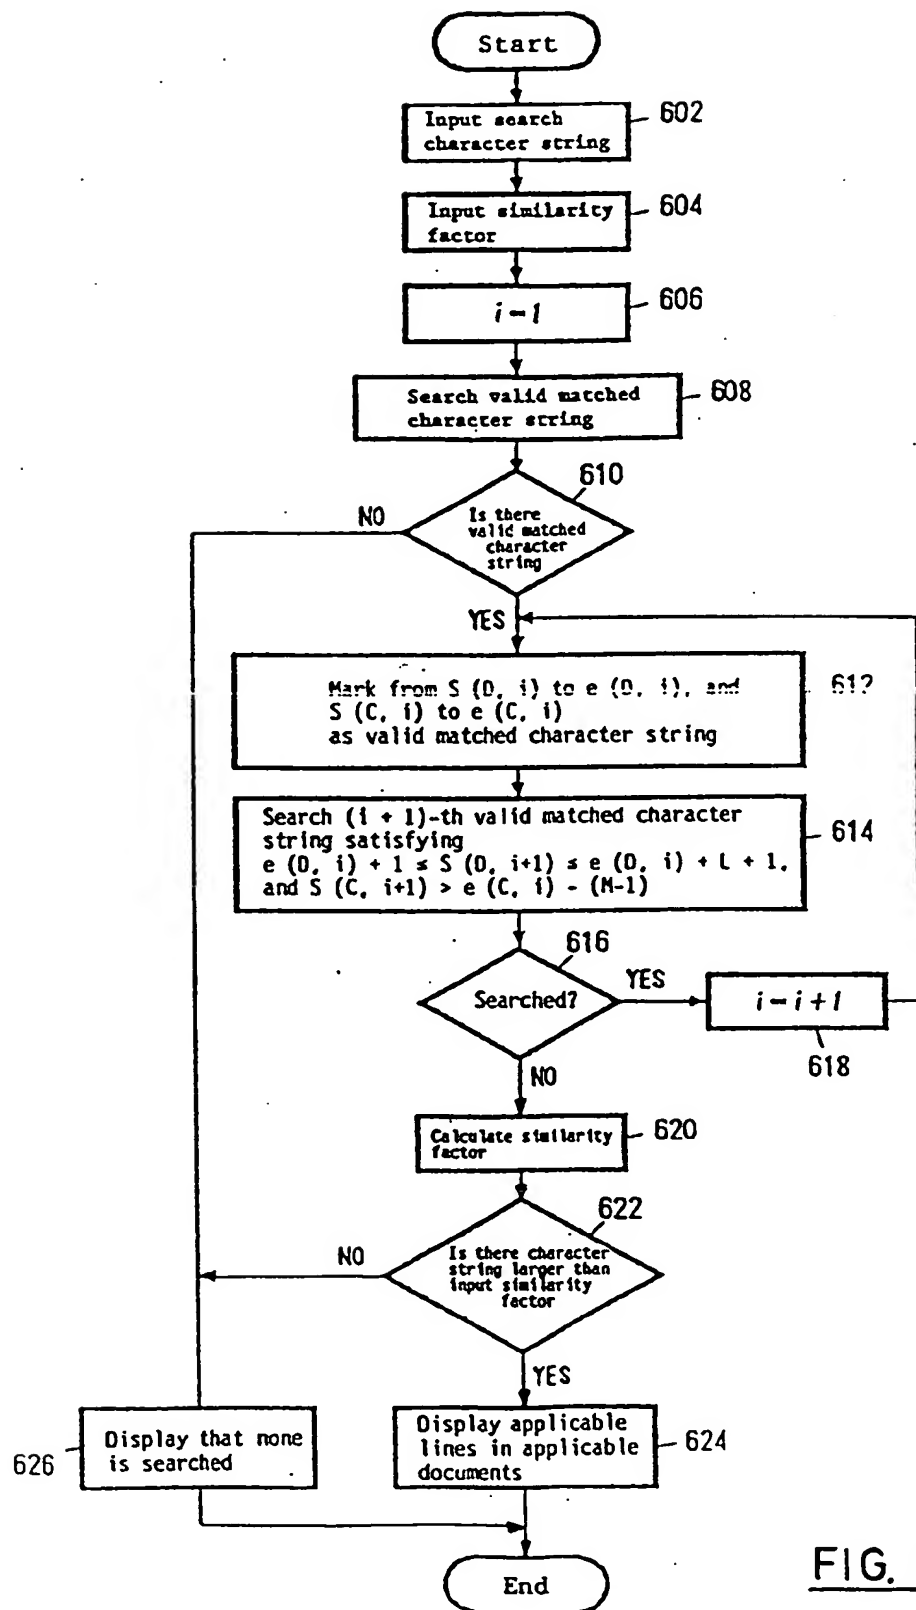 Start
Input search
character string
602
Input similarity
factor
604
i = 1
606
Search valid matched
character string
608
610
Is there
valid matched
character
string
NO
YES
Mark from S (D, i) to e (D, i), and
S (C, i) to e (C, i)
as valid matched character string
612
Search (i + 1)-th valid matched character
string satisfying
e (D, i) + 1 ≤ S (D, i+1) ≤ e (D, i) + L + 1,
and S (C, i+1) > e (C, i) - (M-1)
614
616
Searched?
YES
i = i + 1
618
NO
Calculate similarity
factor
620
622
Is there character
string larger than
input similarity
factor
NO
YES
Display that none
is searched
626
Display applicable
lines in applicable
documents
624
End
FIG.